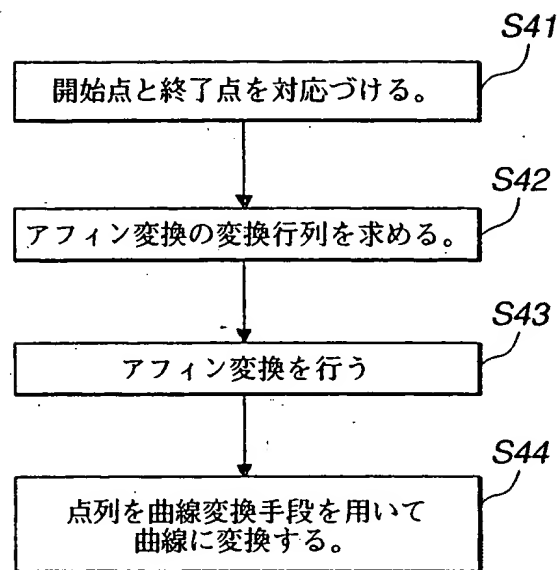 S41
開始点と終了点を対応づける。
S42
アフィン変換の変換行列を求める。
S43
アフィン変換を行う
S44
点列を曲線変換手段を用いて
曲線に変換する。